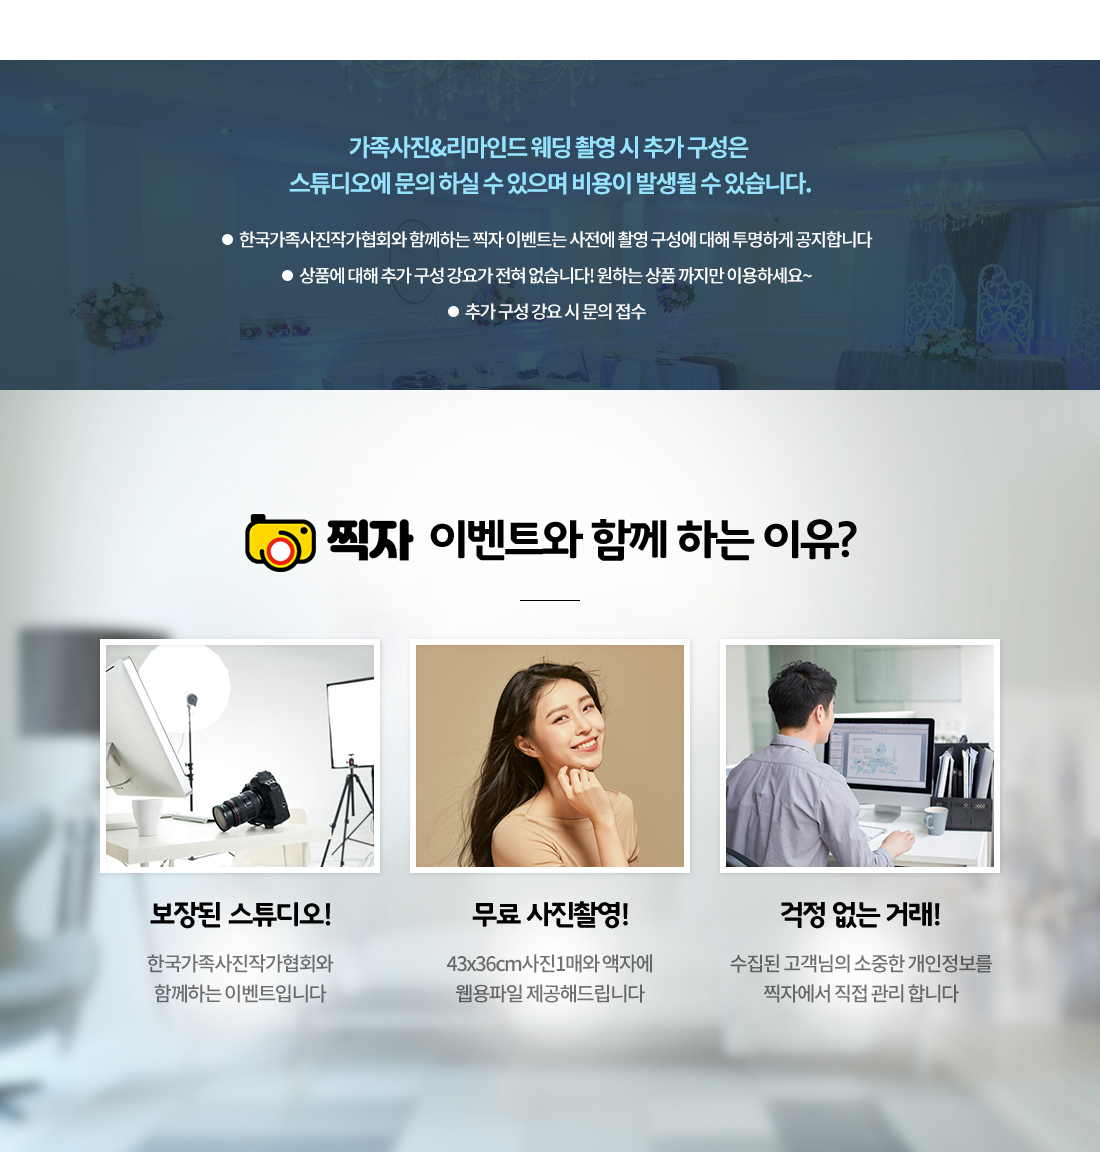 가족사진&리마인드 웨딩 촬영 시 추가 구성은
스튜디오에 문의 하실 수 있으며 비용이 발생될 수 있습니다.
● 한국가족사진작가협회와 함께하는 찍자 이벤트는 사전에 촬영 구성에 대해 투명하게 공지합니다
● 상품에 대해 추가 구성 강요가 전혀 없습니다! 원하는 상품 까지만 이용하세요~
● 추가 구성 강요 시 문의 접수
찍자 이벤트와 함께 하는 이유?
보장된 스튜디오!
한국가족사진작가협회와
함께하는 이벤트입니다
무료 사진촬영!
43x36cm사진1매와 액자에
웹용파일 제공해드립니다
걱정 없는 거래!
수집된 고객님의 소중한 개인정보를
찍자에서 직접 관리 합니다